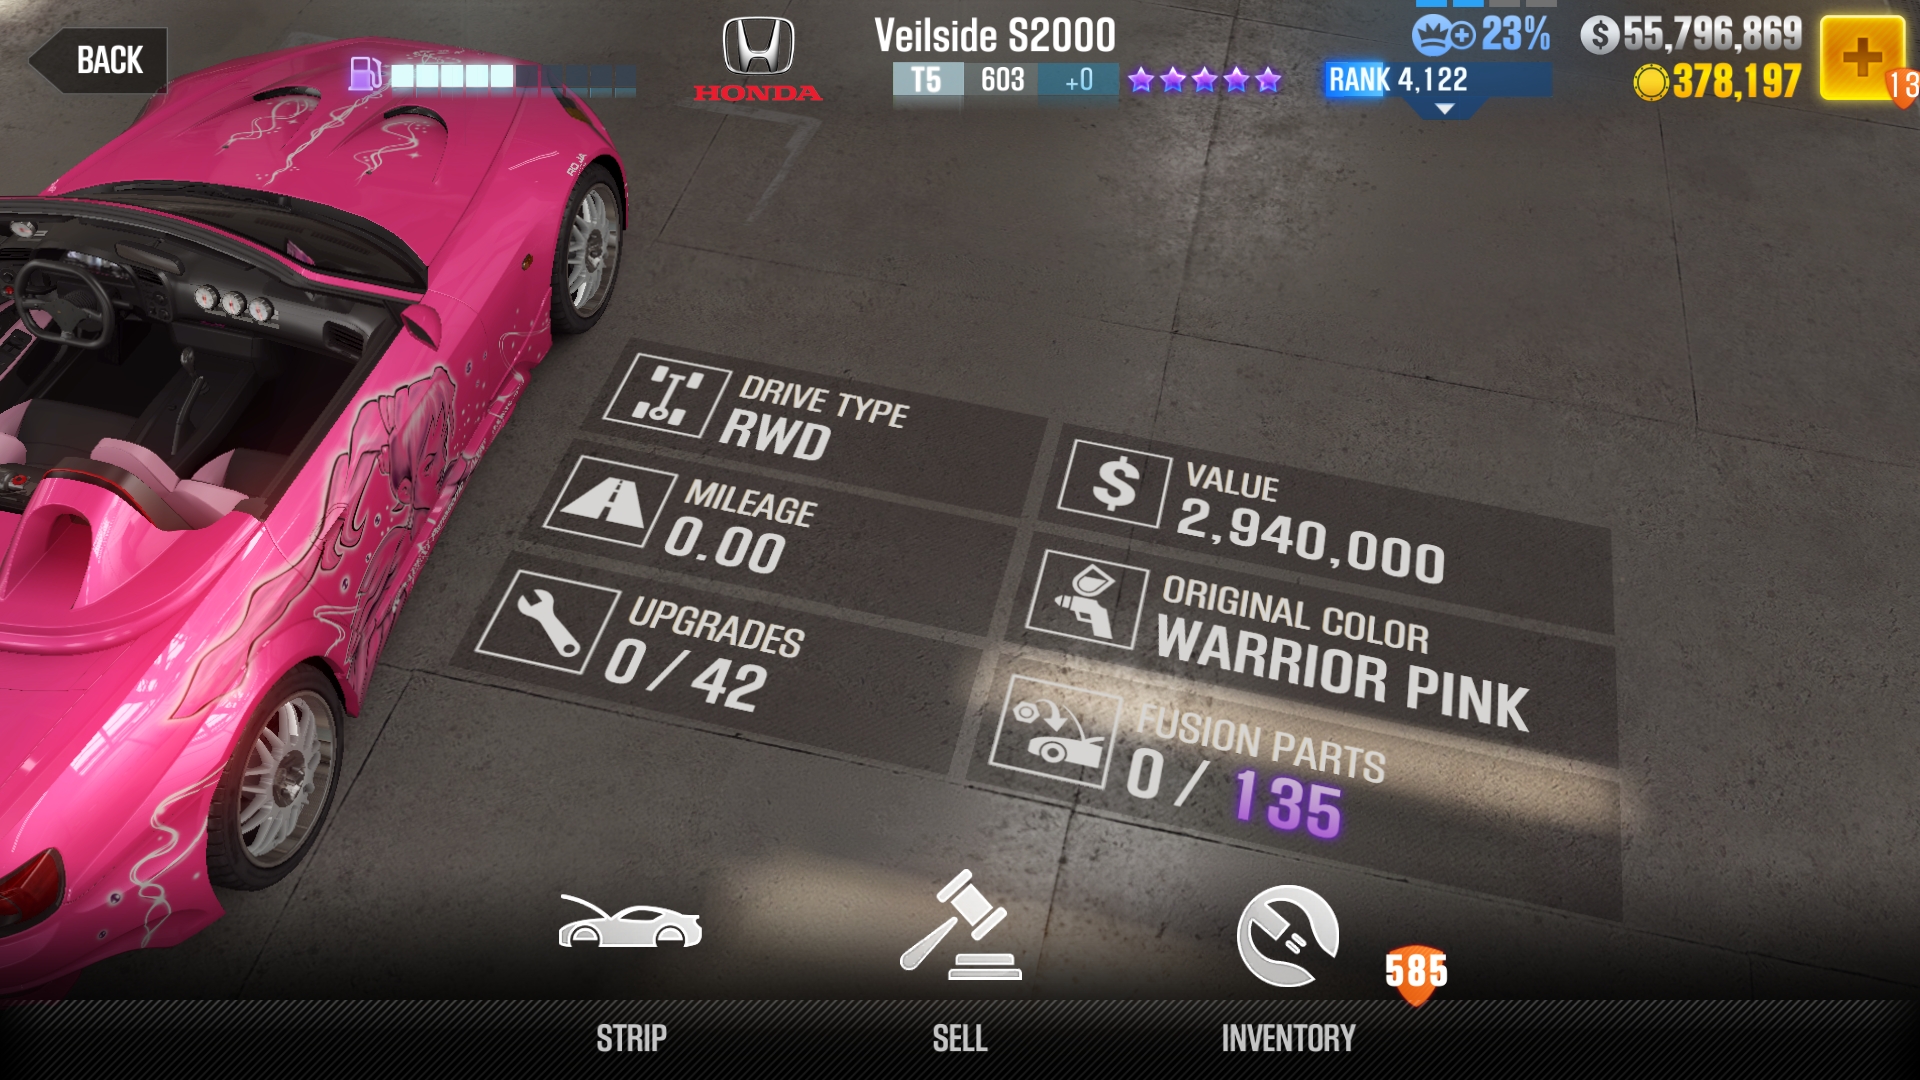 BACK
HONDA
Veilside S2000
T5 603 +0
23%
RANK 4,122
$ 55,796,869
378,197
13
DRIVE TYPE
RWD
MILEAGE
0.00
UPGRADES
0/42
$ VALUE
2,940,000
ORIGINAL COLOR
WARRIOR PINK
FUSION PARTS
0/ 135
585
STRIP
SELL
INVENTORY